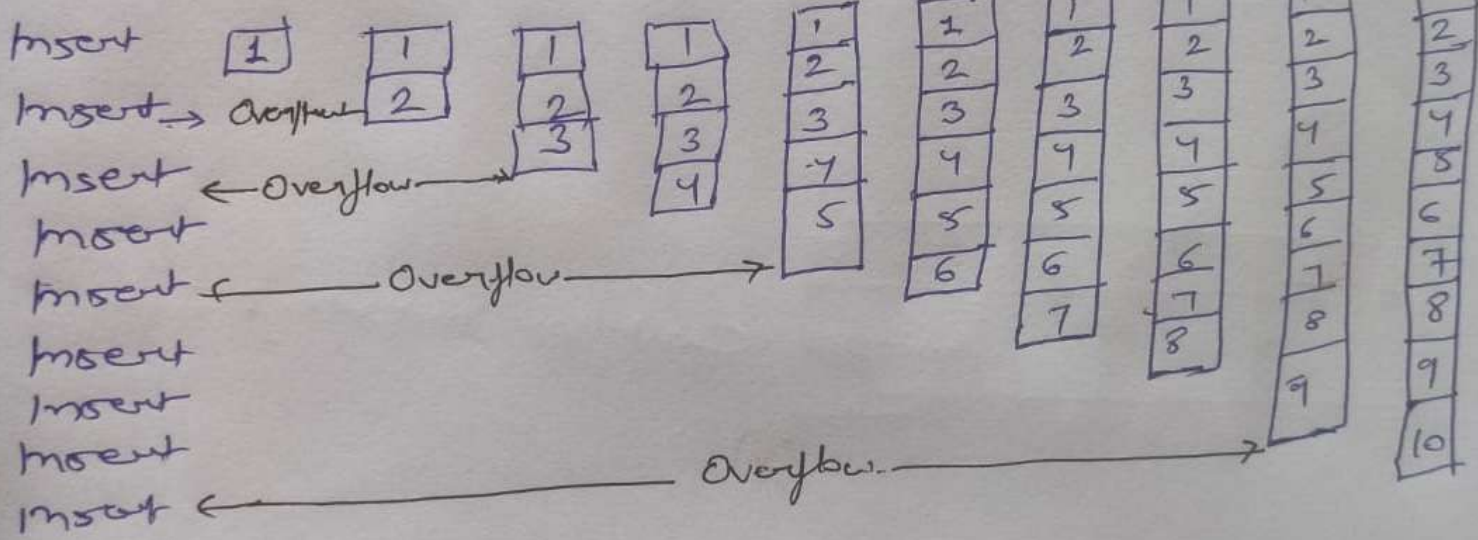 Insert 1 1 1 1 1 1 1 1
Insert → Overflow 2 2 2 2 2 2 2 2 2
Insert ← Overflow → 3 3 3 3 3 3 3 3
Insert 4 4 4 4 4 4 4
Insert ← Overflow → 5 5 5 5 5 5
Insert 6 6 6 6 6
Insert 7 7 7 7
Insert 8 8 8
Insert ← Overflow → 9 9
10